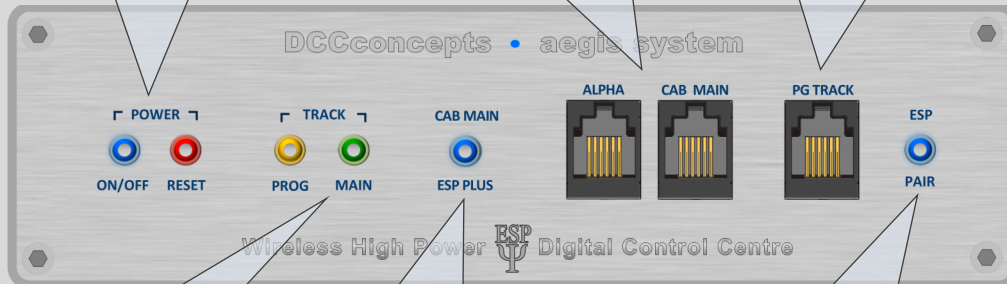 DCCconcepts • aegis system
POWER
ON/OFF RESET
TRACK
PROG MAIN
CAB MAIN
ESP PLUS
ALPHA
CAB MAIN
PG TRACK
ESP
PAIR
Wireless High Power ESP Ψ Digital Control Centre